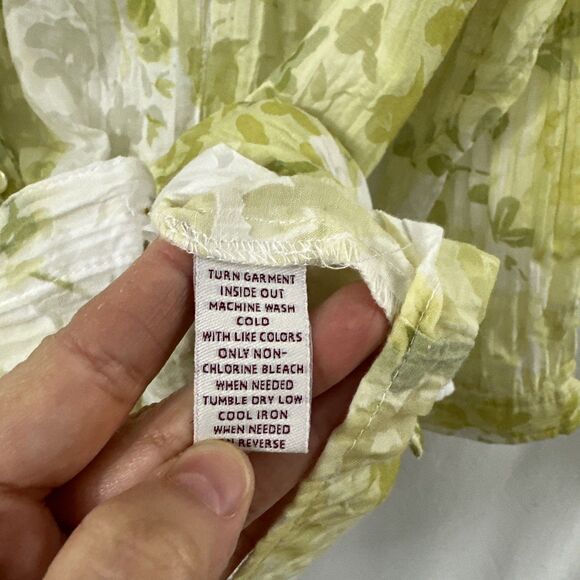 TURN GARMENT
INSIDE OUT
MACHINE WASH
COLD
WITH LIKE COLORS
ONLY NON-
CHLORINE BLEACH
WHEN NEEDED
TUMBLE DRY LOW
COOL IRON
WHEN NEEDED
REVERSE